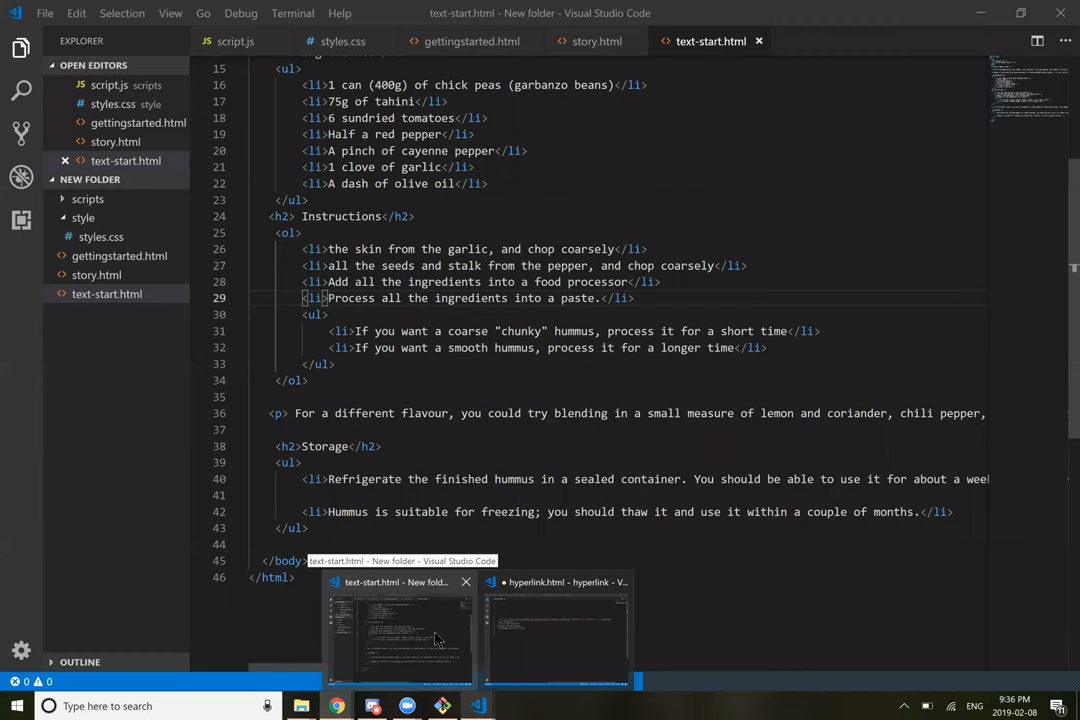 File Edit Selection View Go Debug Terminal Help text-start.html - New folder - Visual Studio Code
EXPLORER JS script.js styles.css gettingstarted.html story.html text-start.html
OPEN EDITORS
JS script.js scripts
styles.css style
gettingstarted.html
story.html
text-start.html
NEW FOLDER
scripts
style
# styles.css
gettingstarted.html
story.html
text-start.html
OUTLINE
15 <ul>
16 <li>1 can (400g) of chick peas (garbanzo beans)</li>
17 <li>75g of tahini</li>
18 <li>6 sundried tomatoes</li>
19 <li>Half a red pepper</li>
20 <li>A pinch of cayenne pepper</li>
21 <li>1 clove of garlic</li>
22 <li>A dash of olive oil</li>
23 </ul>
24 <h2> Instructions</h2>
25 <ol>
26 <li>the skin from the garlic, and chop coarsely</li>
27 <li>all the seeds and stalk from the pepper, and chop coarsely</li>
28 <li>Add all the ingredients into a food processor</li>
29 <li>Process all the ingredients into a paste.</li>
30 <ul>
31 <li>If you want a coarse "chunky" hummus, process it for a short time</li>
32 <li>If you want a smooth hummus, process it for a longer time</li>
33 </ul>
34 </ol>
35
36 <p> For a different flavour, you could try blending in a small measure of lemon and coriander, chili pepper,
37
38 <h2>Storage</h2>
39 <ul>
40 <li>Refrigerate the finished hummus in a sealed container. You should be able to use it for about a week
41
42 <li>Hummus is suitable for freezing; you should thaw it and use it within a couple of months.</li>
43 </ul>
44
45 </body>
46 </html>
text-start.html - New folder - Visual Studio Code
text-start.html - New fold... ● hyperlink.html - hyperlink - V...
0 0
Type here to search
ENG
9:36 PM
2019-02-08